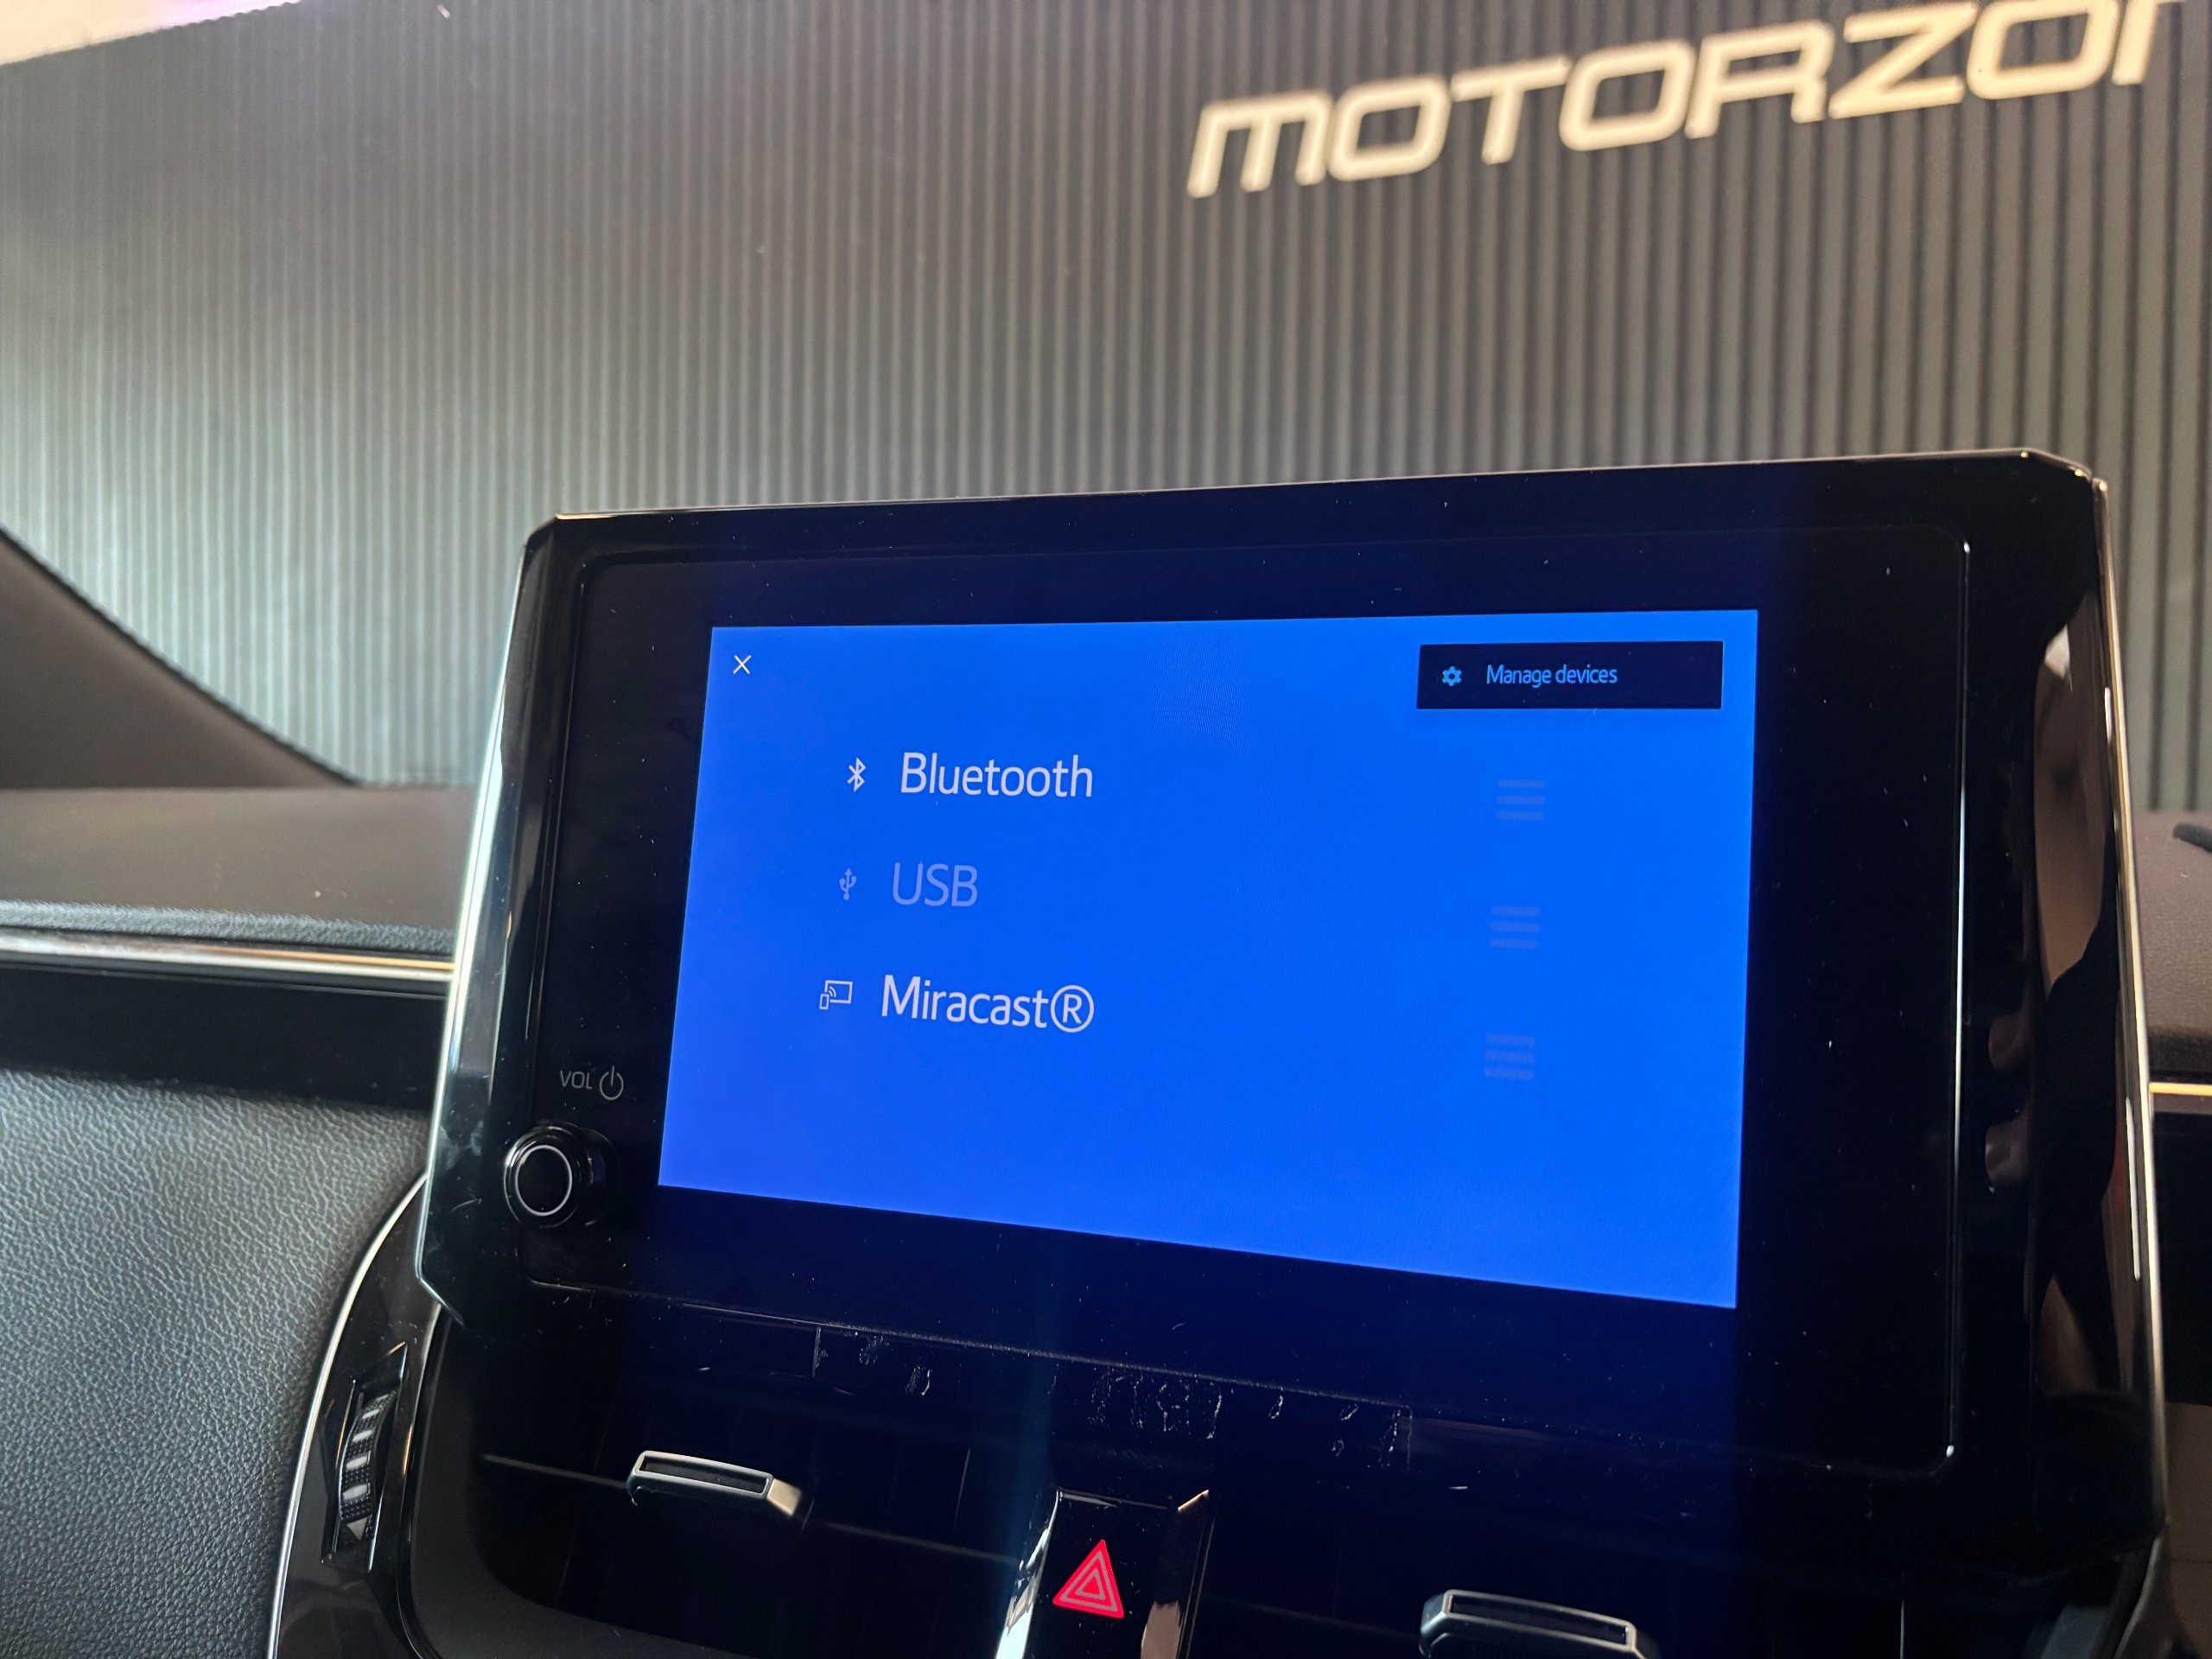 MOTORZO
Manage devices
Bluetooth
USB
Miracast®
VOL